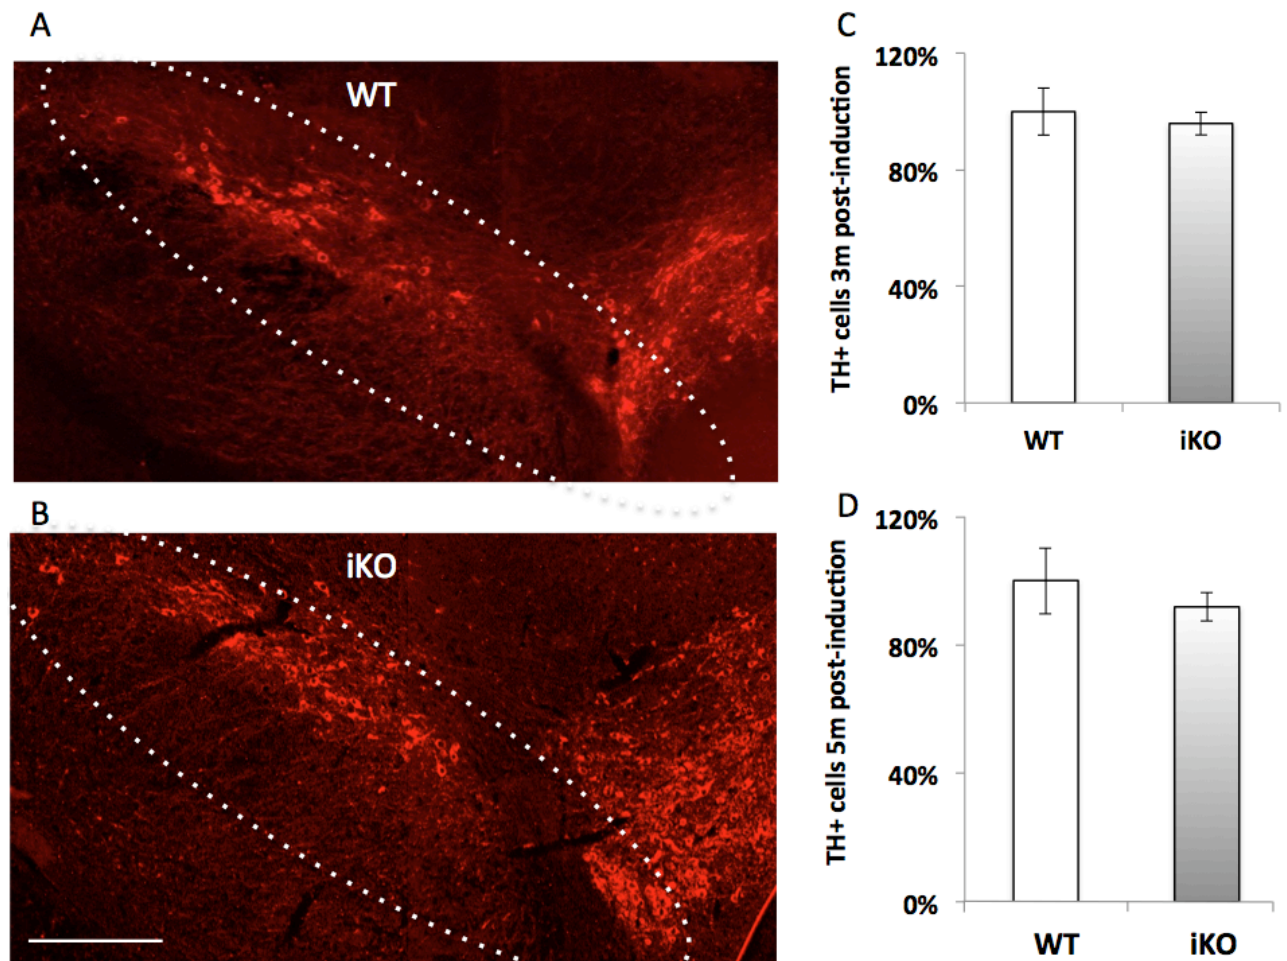 A
WT
B
iKO
C
TH+ cells 3m post-induction
120%
80%
40%
0%
WT
iKO
D
TH+ cells 5m post-induction
120%
80%
40%
0%
WT
iKO